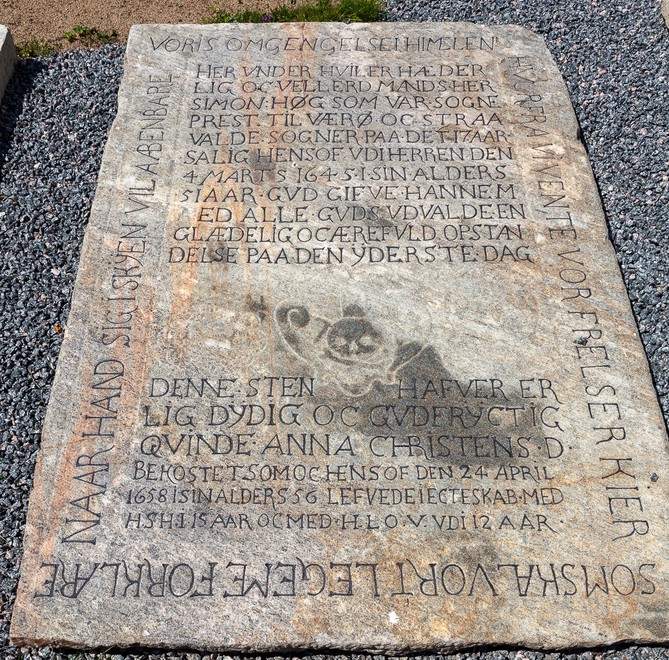 VORIS OMGENGELSE I HIMELEN
HVOR FRA VI VENTE VOR FRELSER KIER
SOM SKAL VORT LEGEME FORKLARE
NAAR HAND SIG I SKYEN VIL AABENBARE
HER VNDER HVILER HÆDER
LIG OC VELLERD MANDS HER
SIMON HØG SOM VAR SOGNE
PREST TIL VÆRØ OC STRAA
VALDE SOGNER PAA DET 17 AAR
SALIG HENSOF VDI HERREN DEN
4 MARTS 1645 I SIN ALDERS
51 AAR GUD GIEVE HANNEM
ED ALLE GUDS VDVALDE EN
GLÆDELIG OC ÆREFULD OPSTAN
DELSE PAA DEN ŸDERSTE DAG
DENNE STEN HAFVER ER
LIG DYDIG OC GVDFRYCTIG
QVINDE ANNA CHRISTENS D
BEKOSTET SOM OC HENSOF DEN 24 APRIL
1658 I SIN ALDERS 56 LEFVEDE I ECTESKAB MED
H.S.H. I 15 AAR OC MED H.L.O.V. VDI 12 AAR